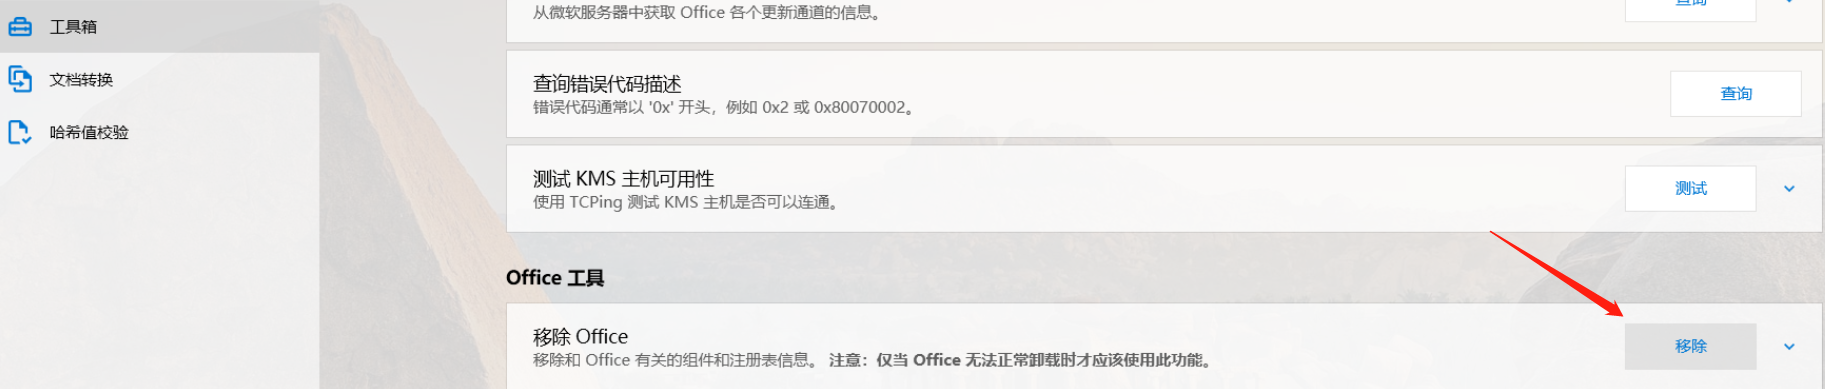 工具箱
文档转换
哈希值校验
从微软服务器中获取 Office 各个更新通道的信息。
查询
查询错误代码描述
错误代码通常以 '0x' 开头，例如 0x2 或 0x80070002。
查询
测试 KMS 主机可用性
使用 TCPing 测试 KMS 主机是否可以连通。
测试
Office 工具
移除 Office
移除和 Office 有关的组件和注册表信息。 注意：仅当 Office 无法正常卸载时才应该使用此功能。
移除